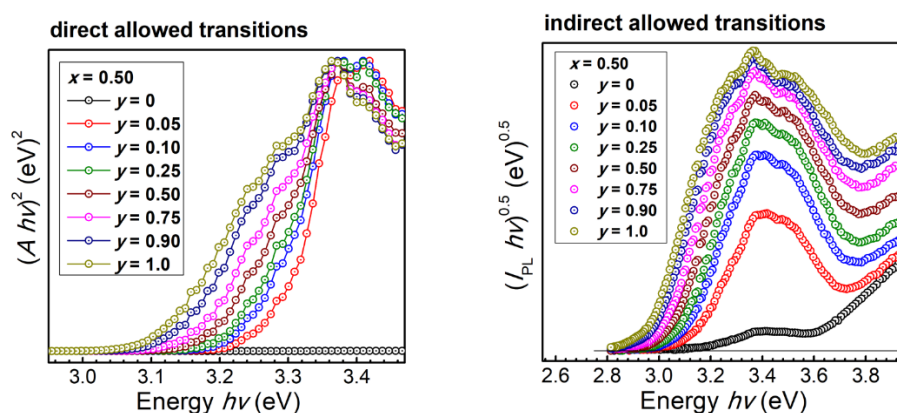 direct allowed transitions
(A hν)² (eV)²
x = 0.50
y = 0
y = 0.05
y = 0.10
y = 0.25
y = 0.50
y = 0.75
y = 0.90
y = 1.0
3.0 3.1 3.2 3.3 3.4
Energy hν (eV)
indirect allowed transitions
(I_PL hν)^0.5 (eV)^0.5
x = 0.50
y = 0
y = 0.05
y = 0.10
y = 0.25
y = 0.50
y = 0.75
y = 0.90
y = 1.0
2.6 2.8 3.0 3.2 3.4 3.6 3.8
Energy hν (eV)